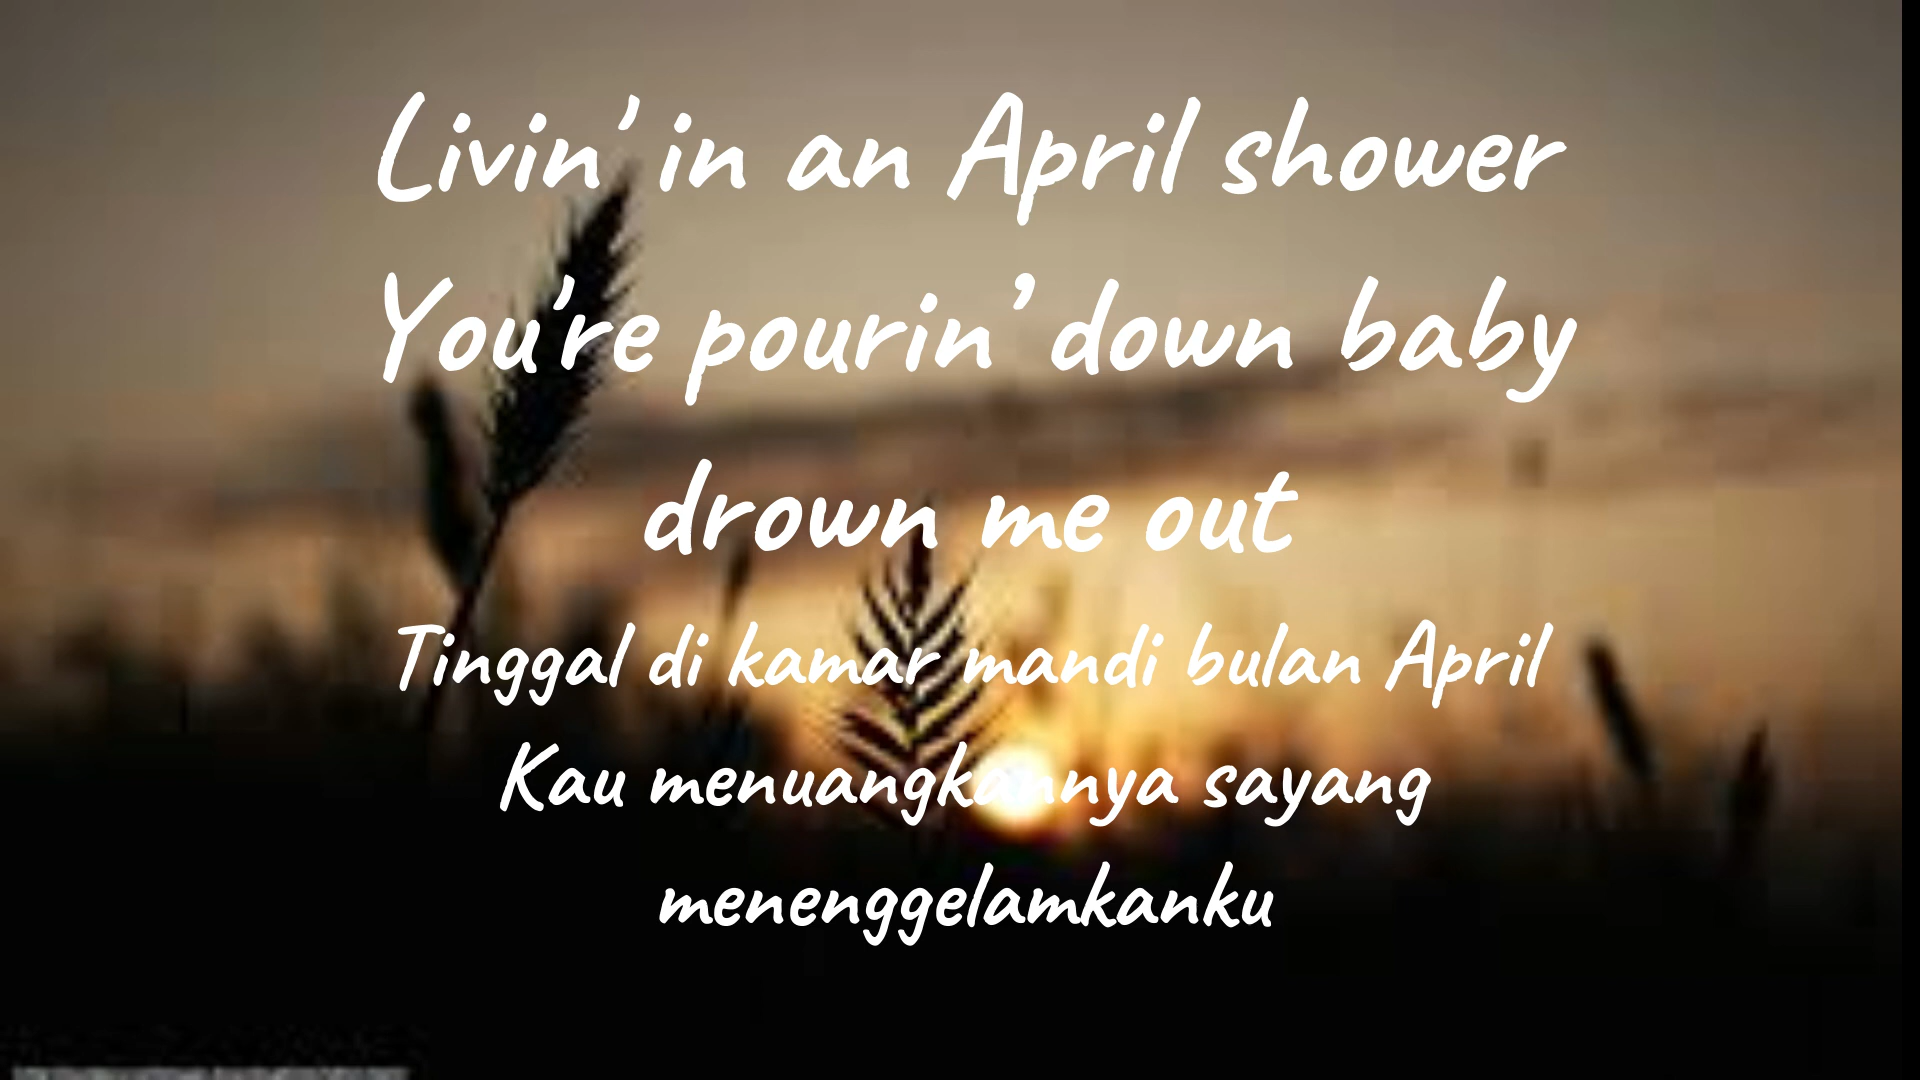 Livin' in an April shower
You're pourin' down baby
drown me out
Tinggal di kamar mandi bulan April
Kau menuangkannya sayang
menenggelamkanku